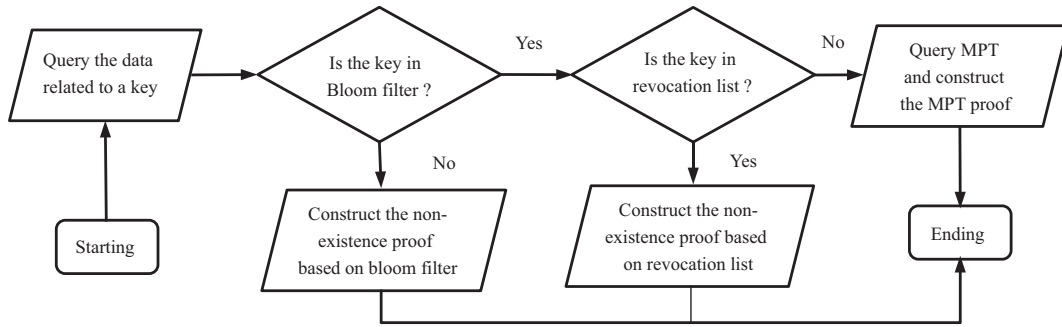 Query the data
related to a key
Is the key in
Bloom filter ?
Yes
Is the key in
revocation list ?
No
Query MPT
and construct
the MPT proof
No
Yes
Starting
Construct the non-
existence proof
based on bloom filter
Construct the non-
existence proof based
on revocation list
Ending